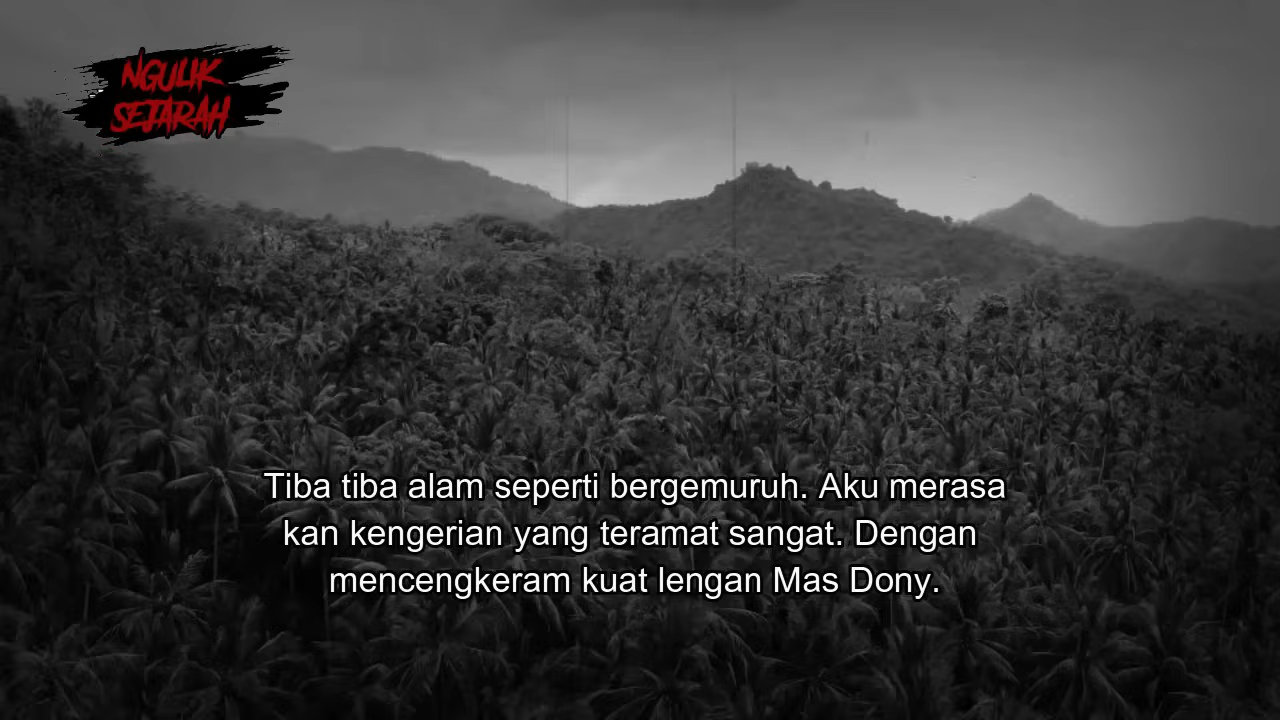 NGULIK
SEJARAH
Tiba tiba alam seperti bergemuruh. Aku merasa
kan kengerian yang teramat sangat. Dengan
mencengkeram kuat lengan Mas Dony.